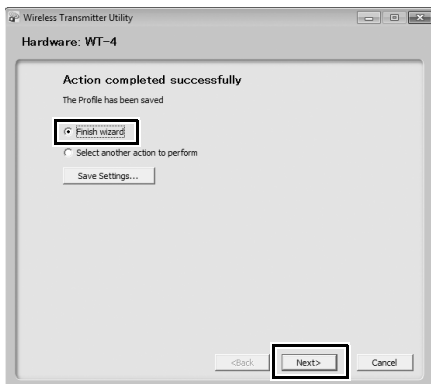 Wireless Transmitter Utility
Hardware: WT-4
Action completed successfully
The Profile has been saved
Finish wizard
Select another action to perform
Save Settings...
<Back Next> Cancel